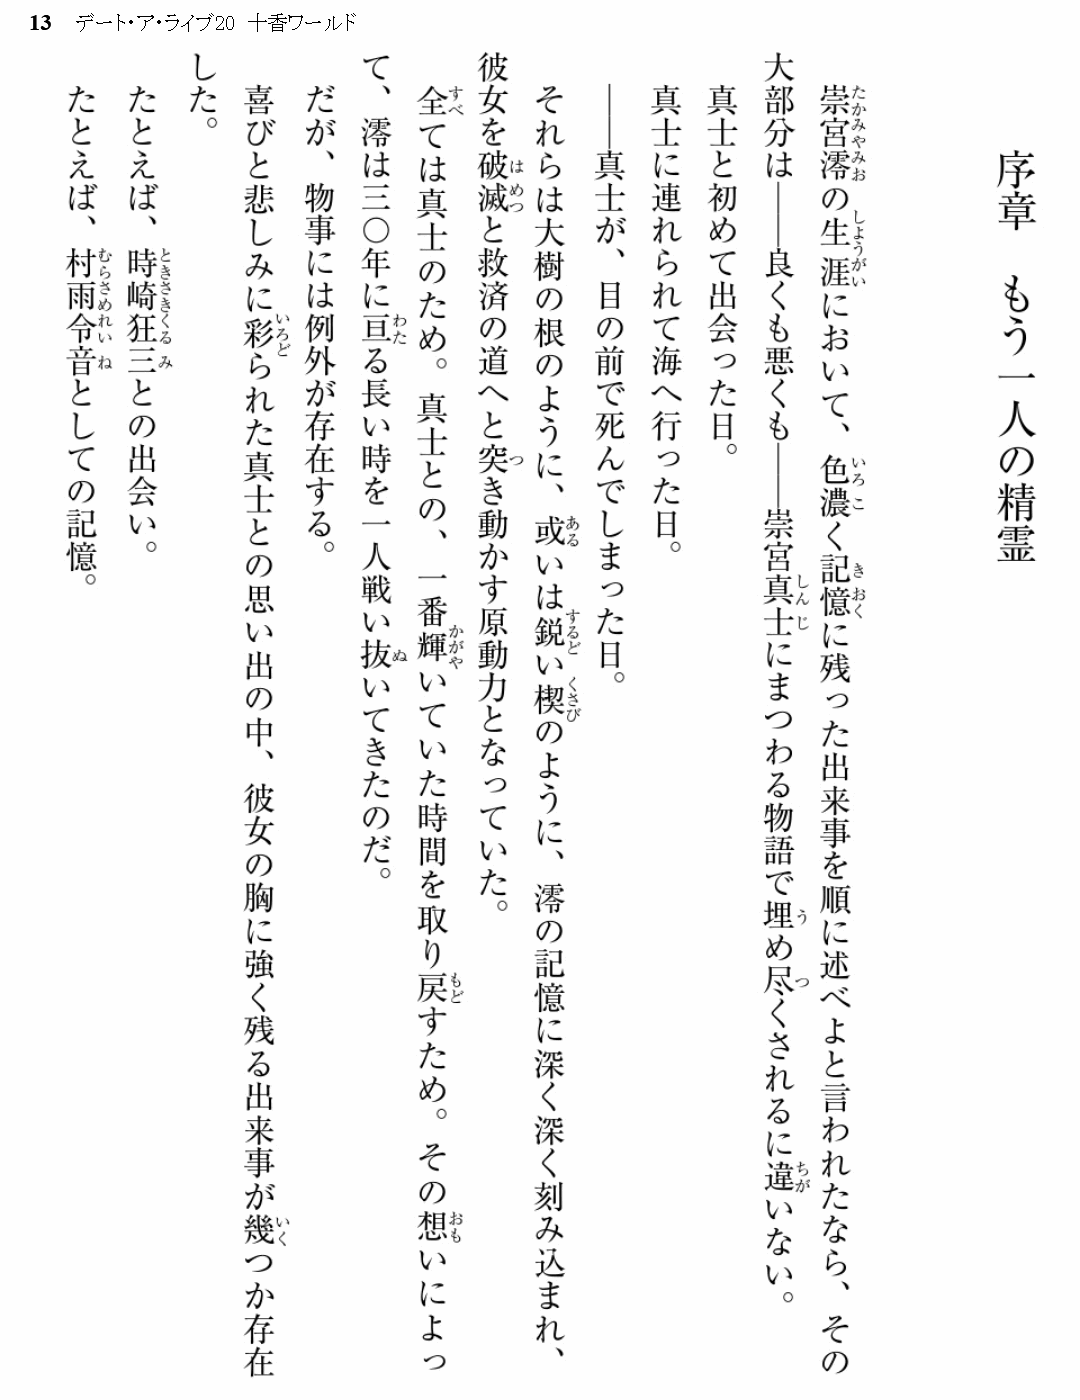 13 デート・ア・ライブ20 十香ワールド
序章　もう一人の精霊
崇宮澪の生涯において、色濃く記憶に残った出来事を順に述べよと言われたなら、その
大部分は――良くも悪くも――崇宮真士にまつわる物語で埋め尽くされるに違いない。
真士と初めて出会った日。
真士に連れられて海へ行った日。
――真士が、目の前で死んでしまった日。
それらは大樹の根のように、或いは鋭い楔のように、澪の記憶に深く深く刻み込まれ、
彼女を破滅と救済の道へと突き動かす原動力となっていた。
全ては真士のため。真士との、一番輝いていた時間を取り戻すため。その想いによっ
て、澪は三〇年に亘る長い時を一人戦い抜いてきたのだ。
だが、物事には例外が存在する。
喜びと悲しみに彩られた真士との思い出の中、彼女の胸に強く残る出来事が幾つか存在
した。
たとえば、時崎狂三との出会い。
たとえば、村雨令音としての記憶。